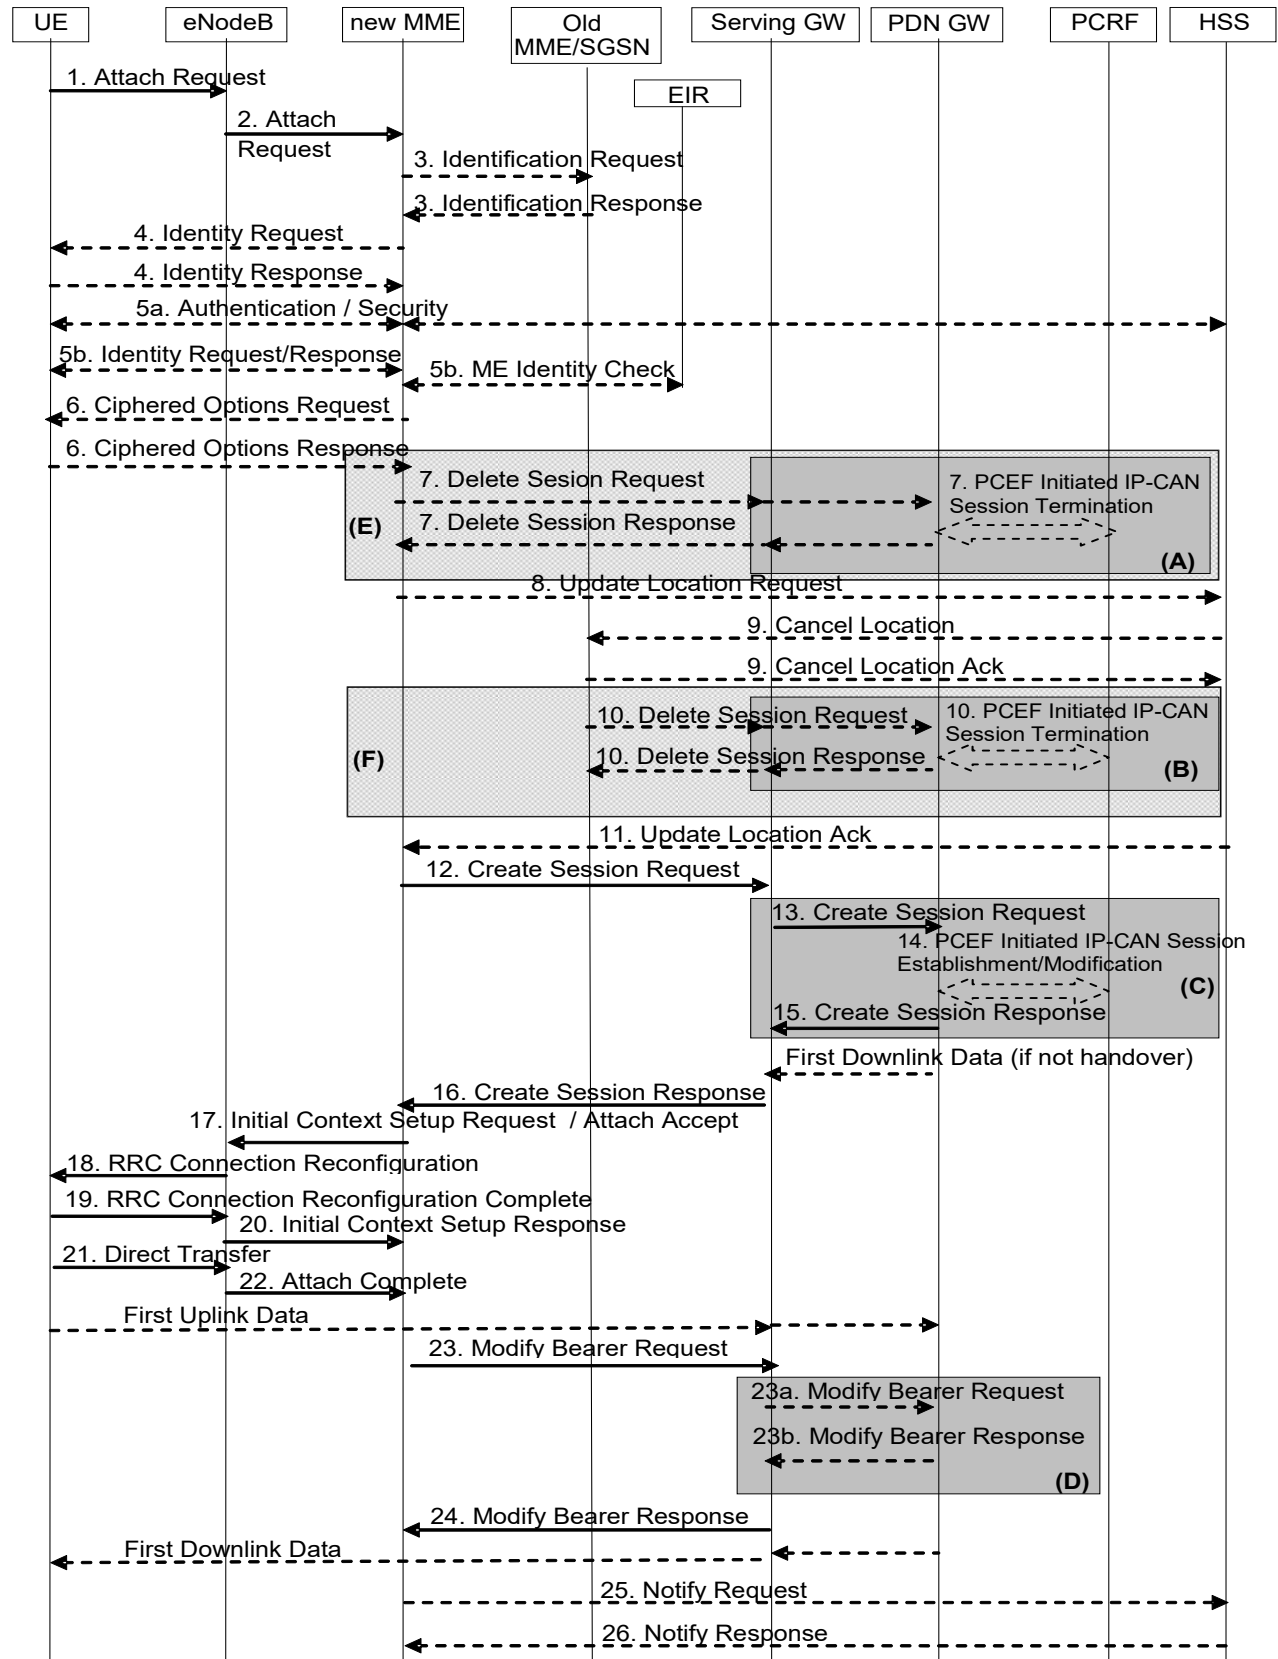 UE
eNodeB
new MME
Old
MME/SGSN
Serving GW
PDN GW
PCRF
HSS
EIR
1. Attach Request
2. Attach
Request
3. Identification Request
3. Identification Response
4. Identity Request
4. Identity Response
5a. Authentication / Security
5b. Identity Request/Response
5b. ME Identity Check
6. Ciphered Options Request
6. Ciphered Options Response
7. Delete Sesion Request
7. PCEF Initiated IP-CAN
Session Termination
7. Delete Session Response
(E)
(A)
8. Update Location Request
9. Cancel Location
9. Cancel Location Ack
10. Delete Session Request
10. PCEF Initiated IP-CAN
Session Termination
10. Delete Session Response
(F)
(B)
11. Update Location Ack
12. Create Session Request
13. Create Session Request
14. PCEF Initiated IP-CAN Session
Establishment/Modification
(C)
15. Create Session Response
First Downlink Data (if not handover)
16. Create Session Response
17. Initial Context Setup Request / Attach Accept
18. RRC Connection Reconfiguration
19. RRC Connection Reconfiguration Complete
20. Initial Context Setup Response
21. Direct Transfer
22. Attach Complete
First Uplink Data
23. Modify Bearer Request
23a. Modify Bearer Request
23b. Modify Bearer Response
(D)
24. Modify Bearer Response
First Downlink Data
25. Notify Request
26. Notify Response